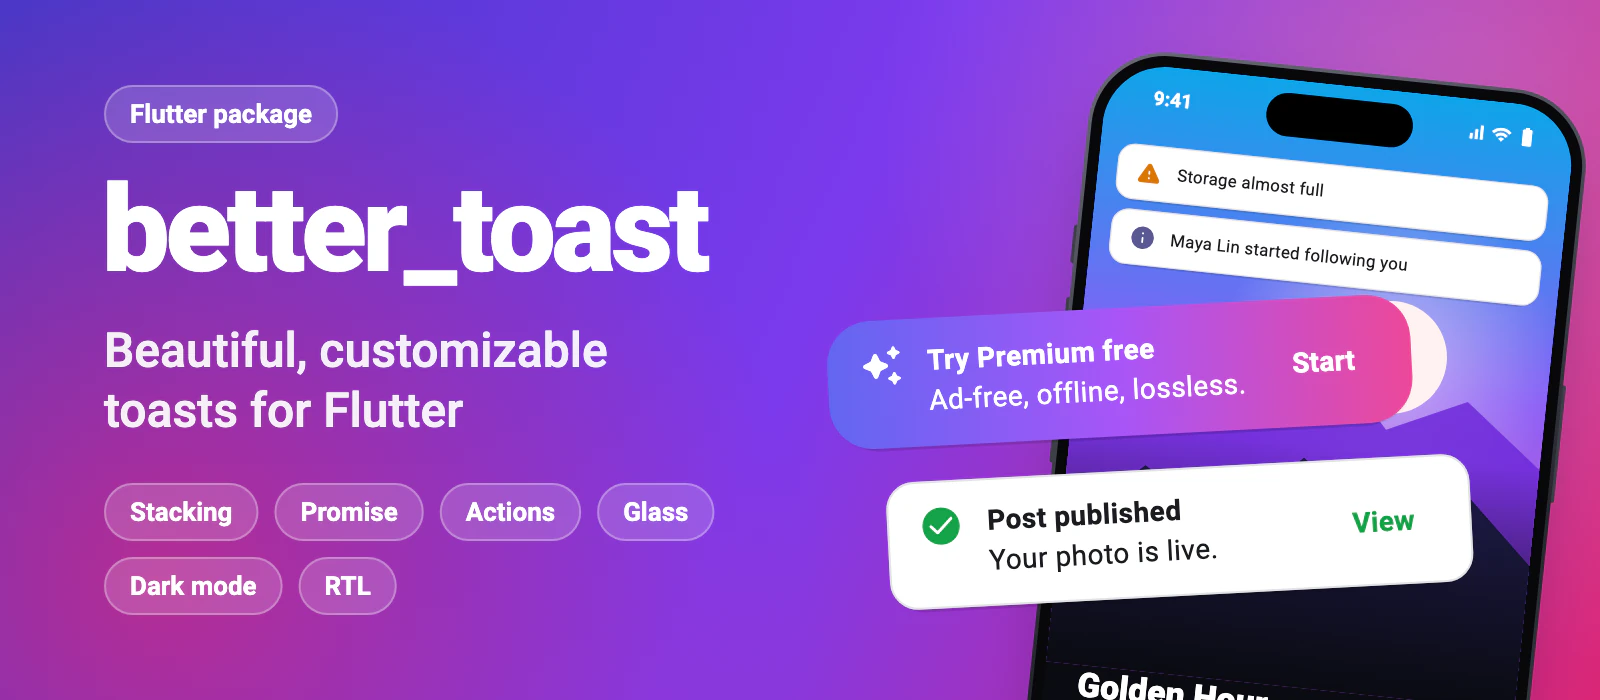 Flutter package
better_toast
Beautiful, customizable
toasts for Flutter
Stacking
Promise
Actions
Glass
Dark mode
RTL
9:41
Storage almost full
Maya Lin started following you
Try Premium free
Ad-free, offline, lossless.
Start
Post published
Your photo is live.
View
Golden Hour